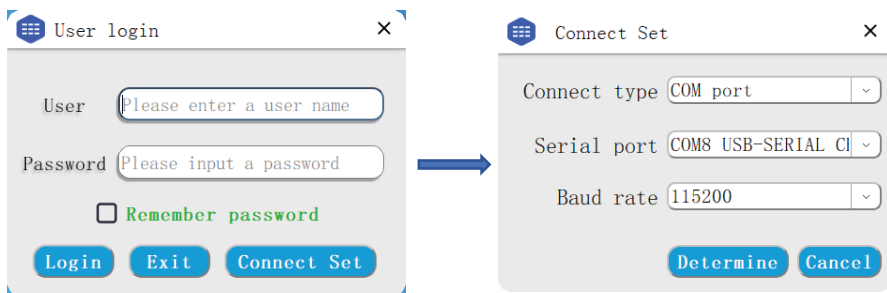 User login
User Please enter a user name
Password Please input a password
Remember password
Login Exit Connect Set
Connect Set
Connect type COM port
Serial port COM8 USB-SERIAL
Baud rate 115200
Determine Cancel